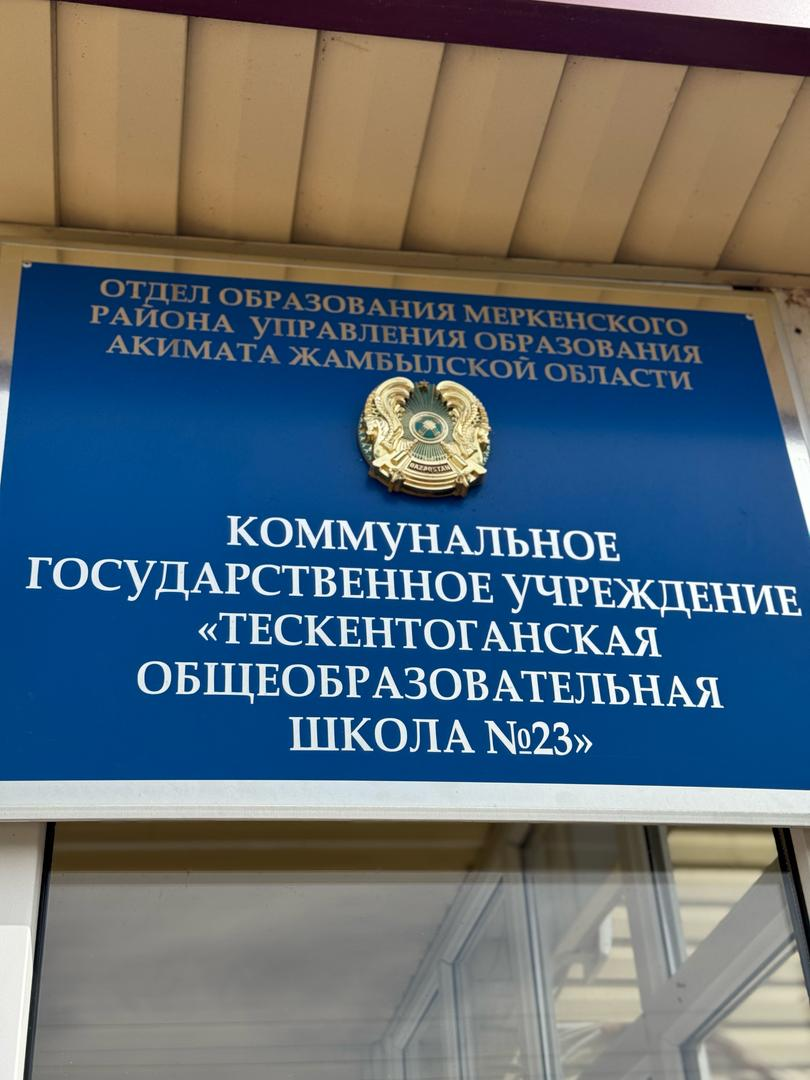 ОТДЕЛ ОБРАЗОВАНИЯ МЕРКЕНСКОГО
РАЙОНА УПРАВЛЕНИЯ ОБРАЗОВАНИЯ
АКИМАТА ЖАМБЫЛСКОЙ ОБЛАСТИ
QAZAQSTAN
КОММУНАЛЬНОЕ
ГОСУДАРСТВЕННОЕ УЧРЕЖДЕНИЕ
«ТЕСКЕНТОГАНСКАЯ
ОБЩЕОБРАЗОВАТЕЛЬНАЯ
ШКОЛА №23»